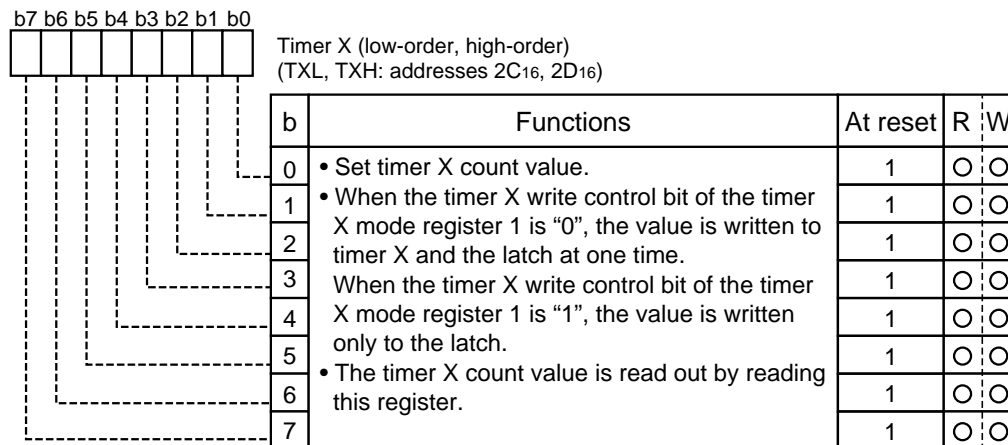 b7 b6 b5 b4 b3 b2 b1 b0
Timer X (low-order, high-order)
(TXL, TXH: addresses 2C16, 2D16)
b Functions At reset R W
0 • Set timer X count value. 1 ○ ○
1 • When the timer X write control bit of the timer 1 ○ ○
X mode register 1 is “0”, the value is written to
2 timer X and the latch at one time. 1 ○ ○
3 When the timer X write control bit of the timer 1 ○ ○
4 X mode register 1 is “1”, the value is written 1 ○ ○
only to the latch.
5 • The timer X count value is read out by reading 1 ○ ○
6 this register. 1 ○ ○
7 1 ○ ○